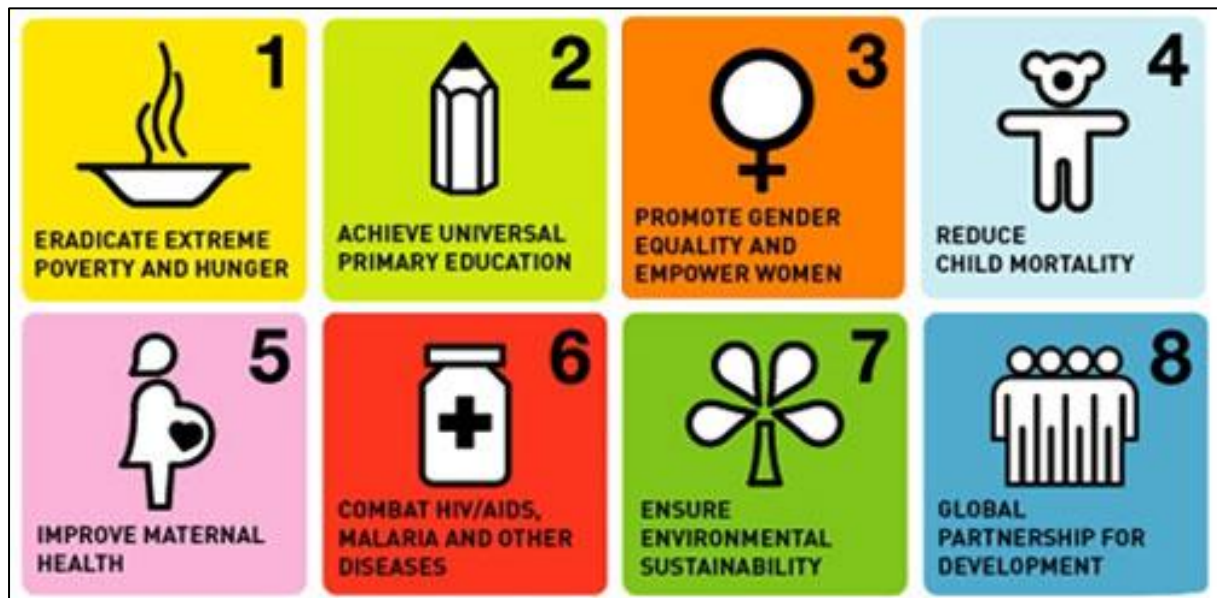 1
ERADICATE EXTREME
POVERTY AND HUNGER
2
ACHIEVE UNIVERSAL
PRIMARY EDUCATION
3
PROMOTE GENDER
EQUALITY AND
EMPOWER WOMEN
4
REDUCE
CHILD MORTALITY
5
IMPROVE MATERNAL
HEALTH
6
COMBAT HIV/AIDS,
MALARIA AND OTHER
DISEASES
7
ENSURE
ENVIRONMENTAL
SUSTAINABILITY
8
GLOBAL
PARTNERSHIP FOR
DEVELOPMENT